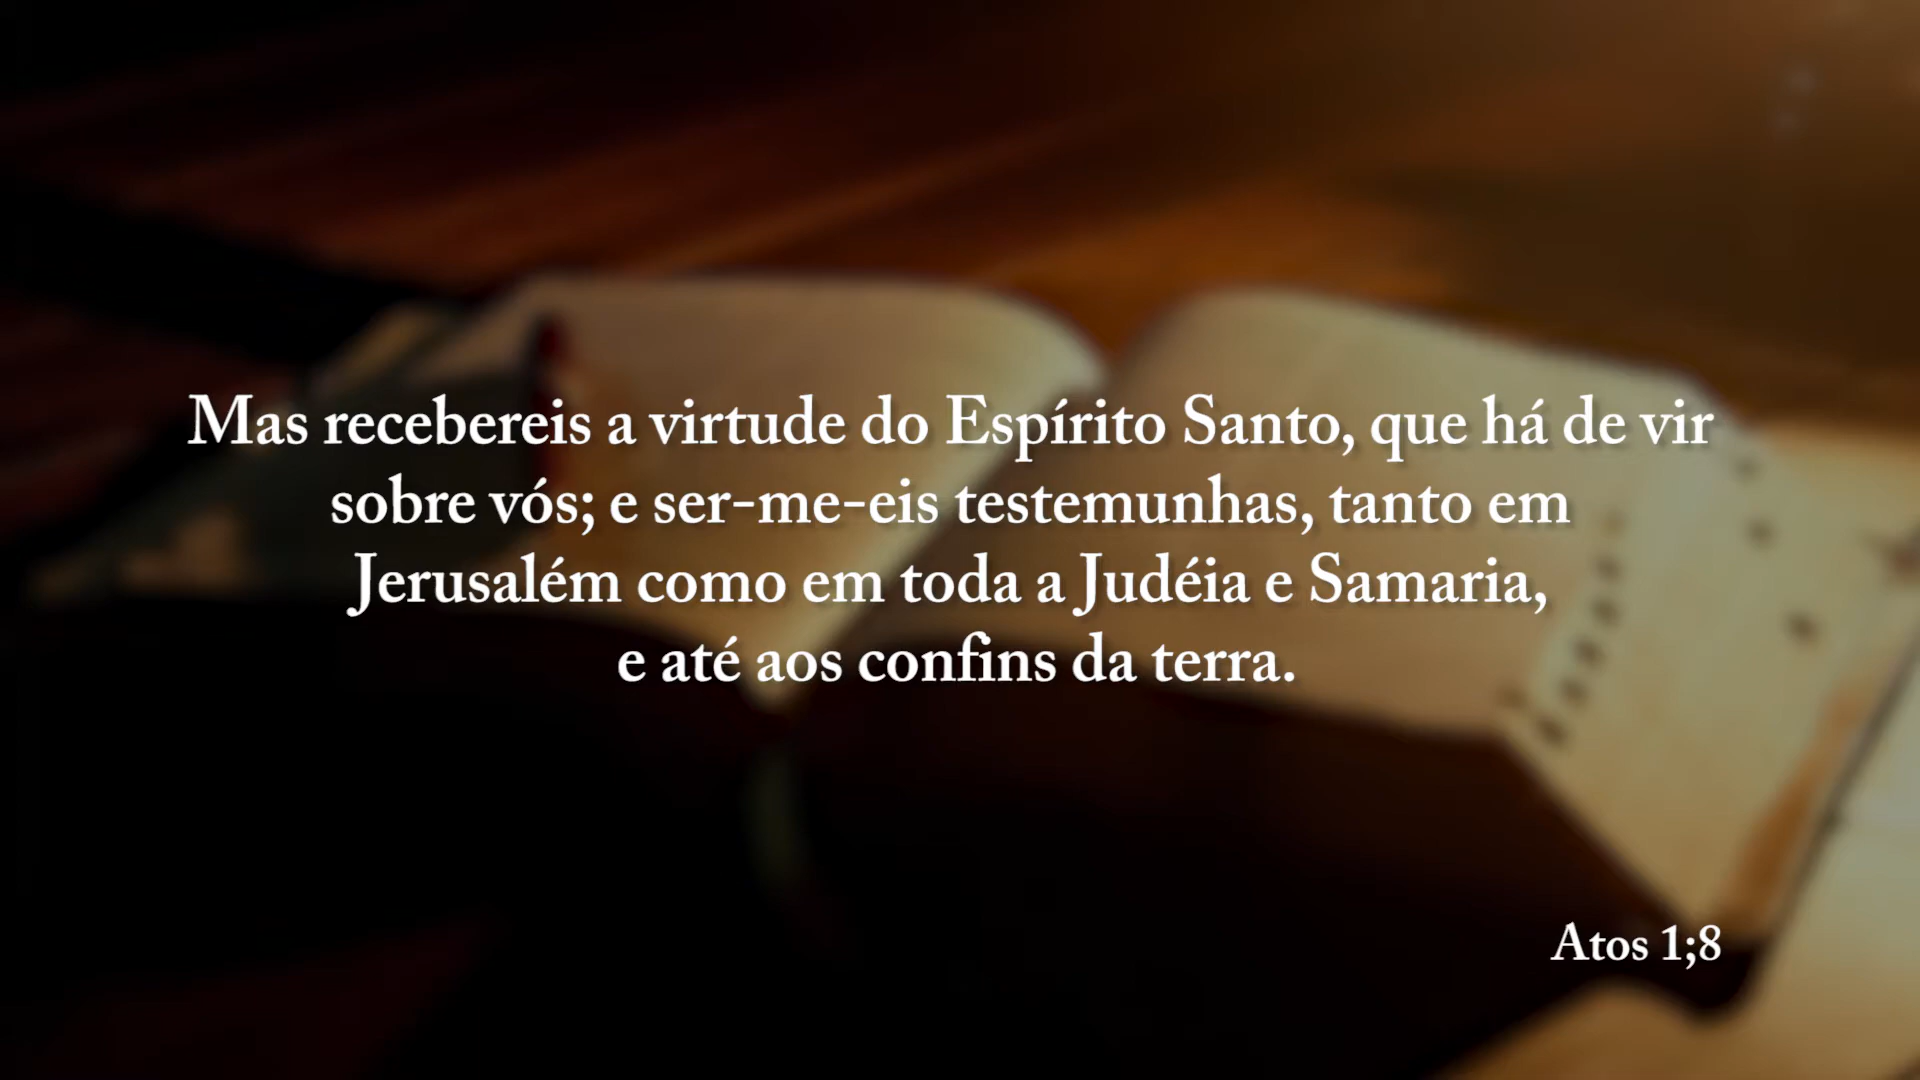 Mas recebereis a virtude do Espírito Santo, que há de vir
sobre vós; e ser-me-eis testemunhas, tanto em
Jerusalém como em toda a Judéia e Samaria,
e até aos confins da terra.
Atos 1;8